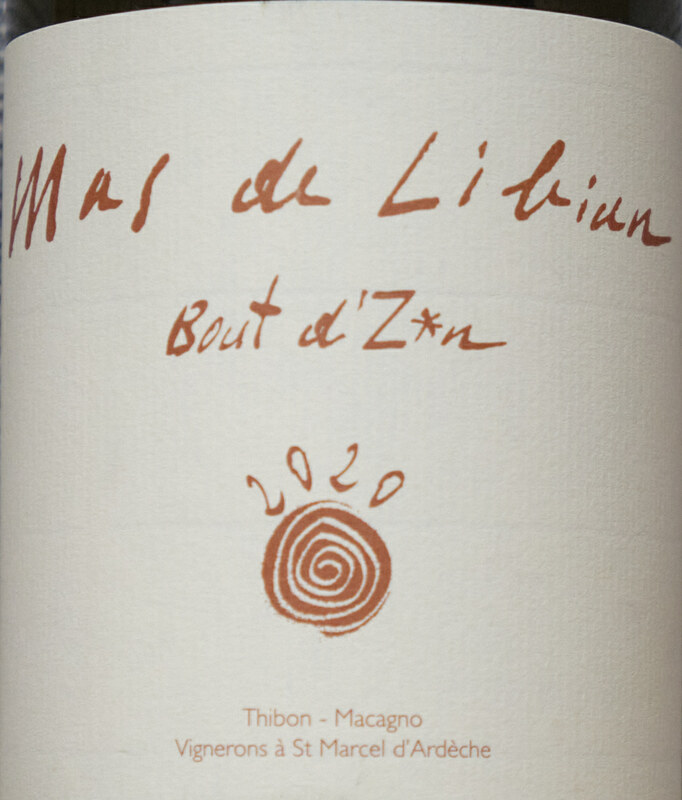 Mas de Libian
Bout d'Z*n
2020
Thibon - Macagno
Vignerons à St Marcel d'Ardèche